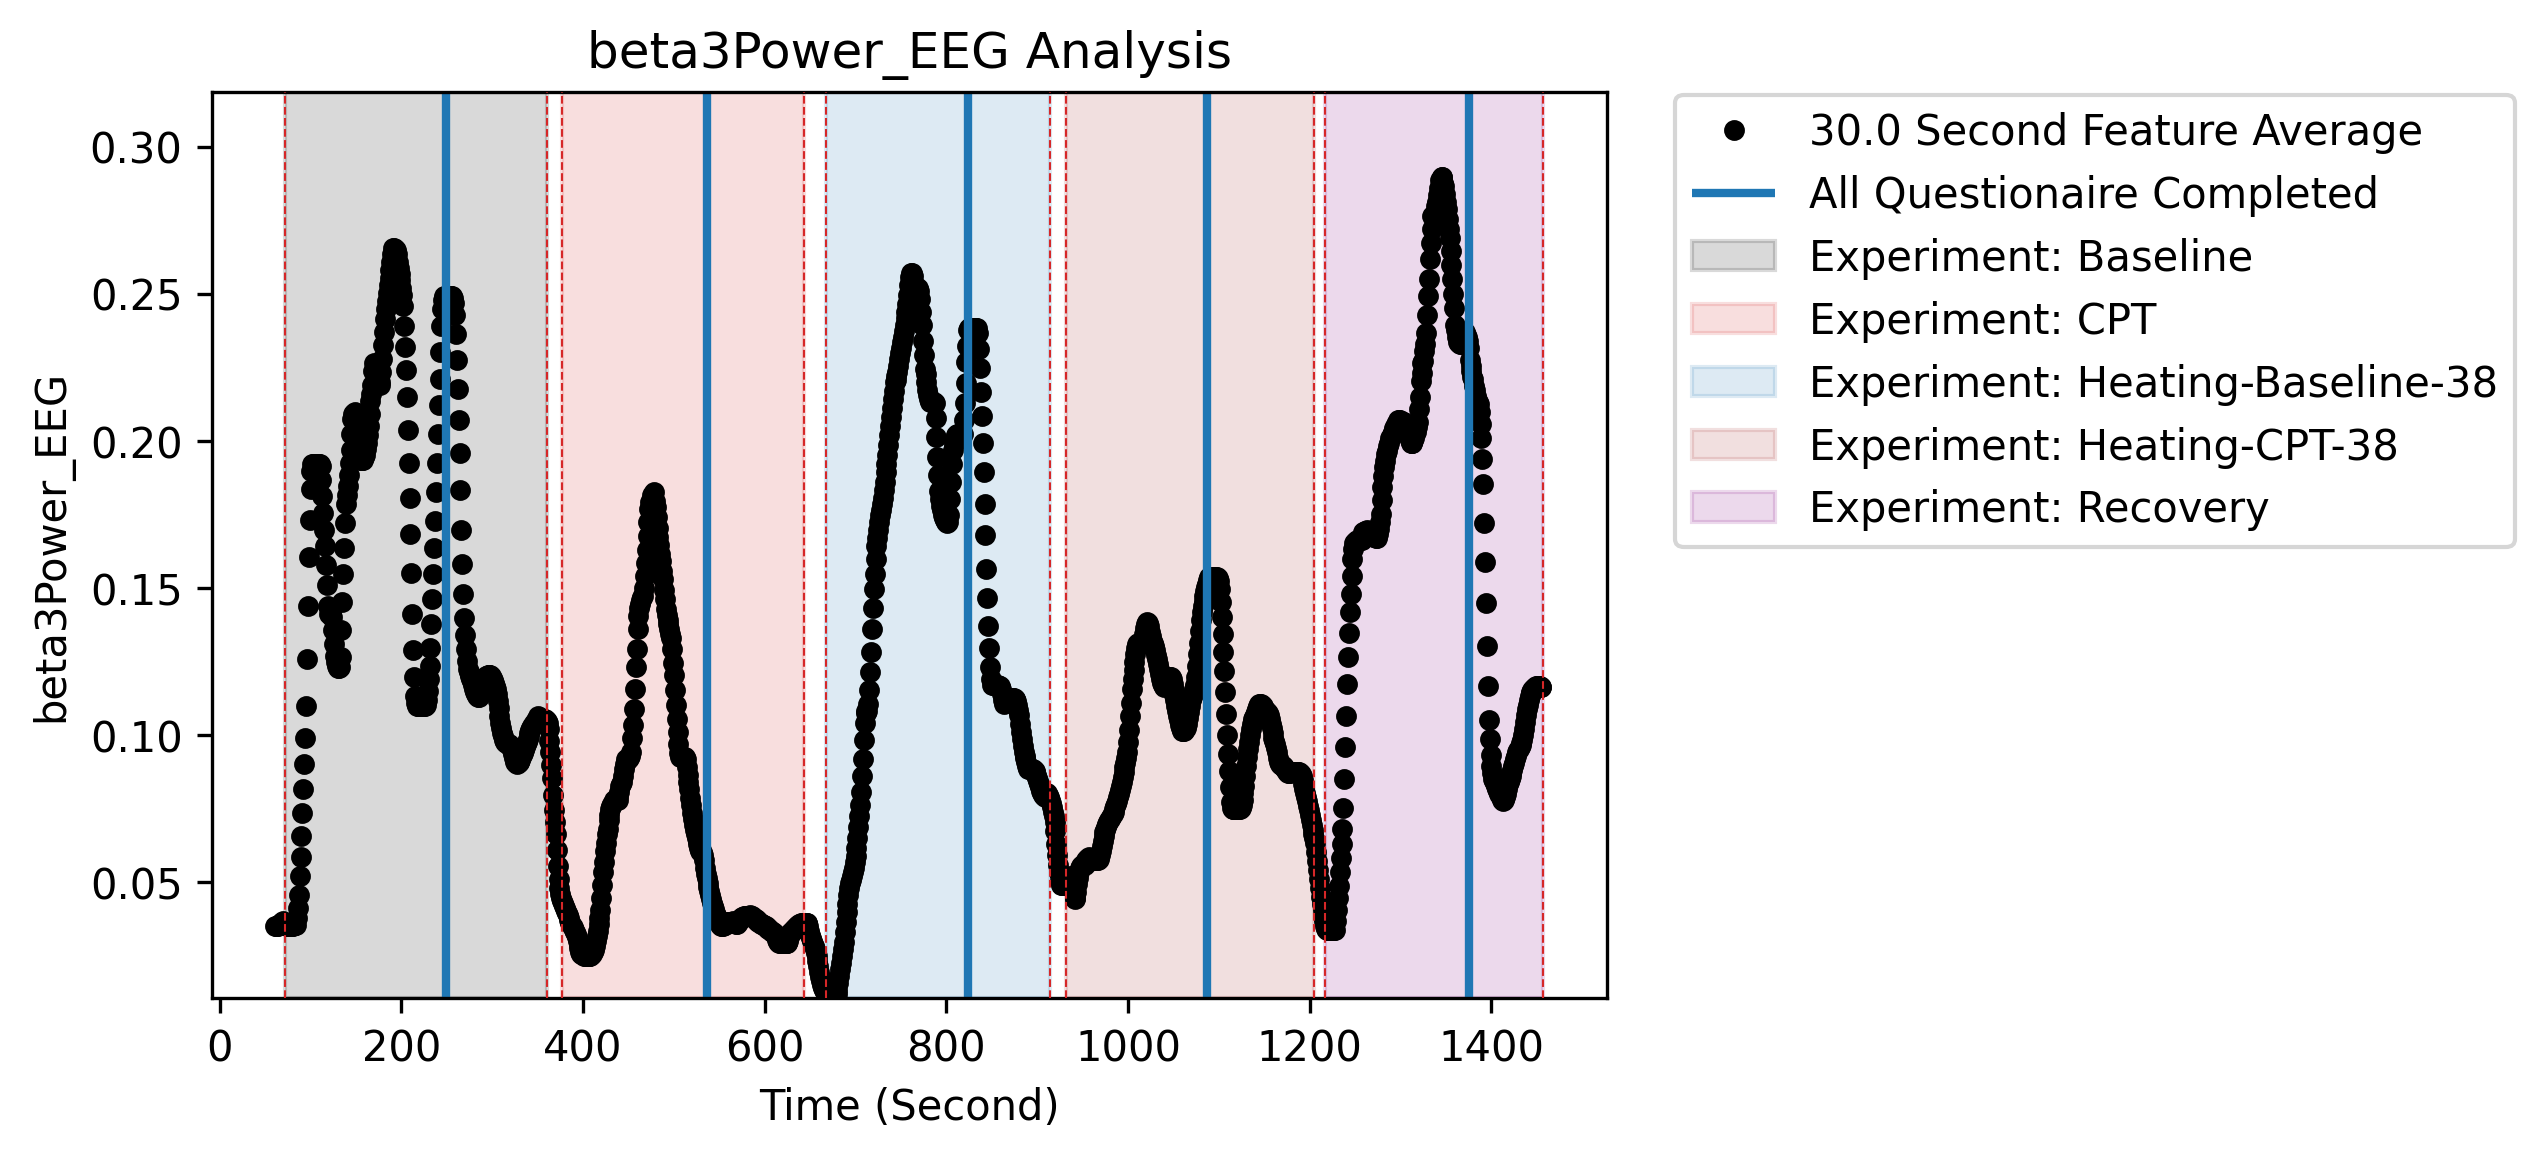 beta3Power_EEG Analysis
0.30
0.25
0.20
0.15
0.10
0.05
beta3Power_EEG
0 200 400 600 800 1000 1200 1400
Time (Second)
30.0 Second Feature Average
All Questionaire Completed
Experiment: Baseline
Experiment: CPT
Experiment: Heating-Baseline-38
Experiment: Heating-CPT-38
Experiment: Recovery